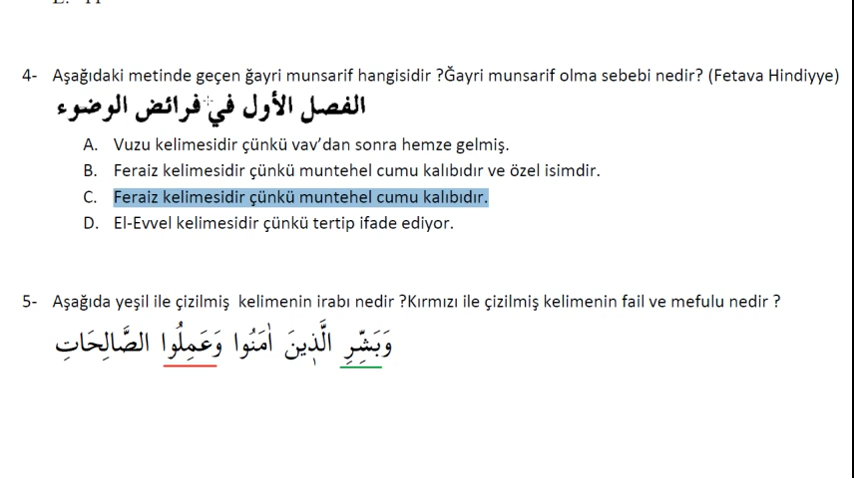 4- Aşağıdaki metinde geçen ğayri munsarif hangisidir ?Ğayri munsarif olma sebebi nedir? (Fetava Hindiyye)
الفصل الأول في فرائض الوضوء
A. Vuzu kelimesidir çünkü vav’dan sonra hemze gelmiş.
B. Feraiz kelimesidir çünkü muntehel cumu kalıbıdır ve özel isimdir.
C. Feraiz kelimesidir çünkü muntehel cumu kalıbıdır.
D. El-Evvel kelimesidir çünkü tertip ifade ediyor.
5- Aşağıda yeşil ile çizilmiş kelimenin irabı nedir ?Kırmızı ile çizilmiş kelimenin fail ve mefulu nedir ?
وَبَشِّرِ الَّذِينَ اٰمَنُوا وَعَمِلُوا الصَّالِحَاتِ